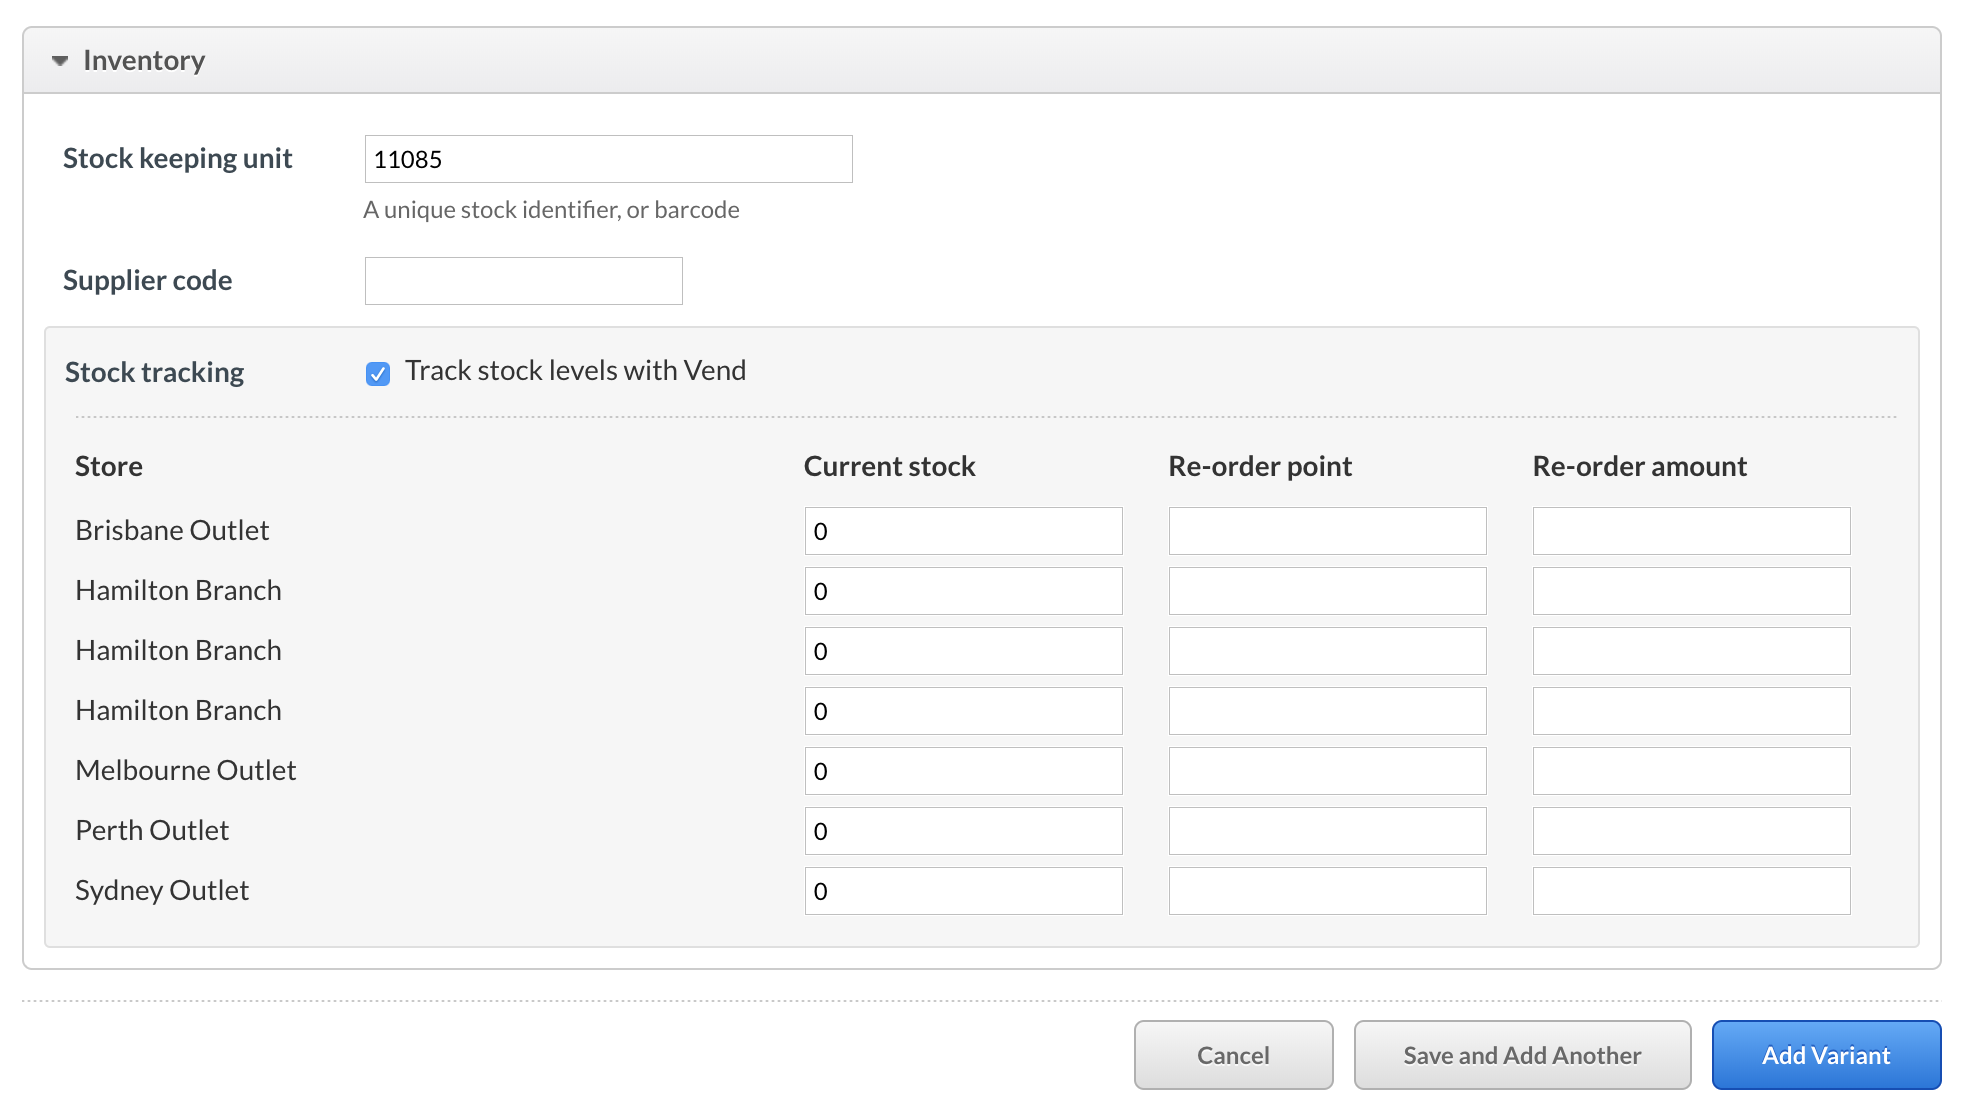 Inventory
Stock keeping unit 11085
A unique stock identifier, or barcode
Supplier code
Stock tracking Track stock levels with Vend
Store Current stock Re-order point Re-order amount
Brisbane Outlet 0
Hamilton Branch 0
Hamilton Branch 0
Hamilton Branch 0
Melbourne Outlet 0
Perth Outlet 0
Sydney Outlet 0
Cancel Save and Add Another Add Variant